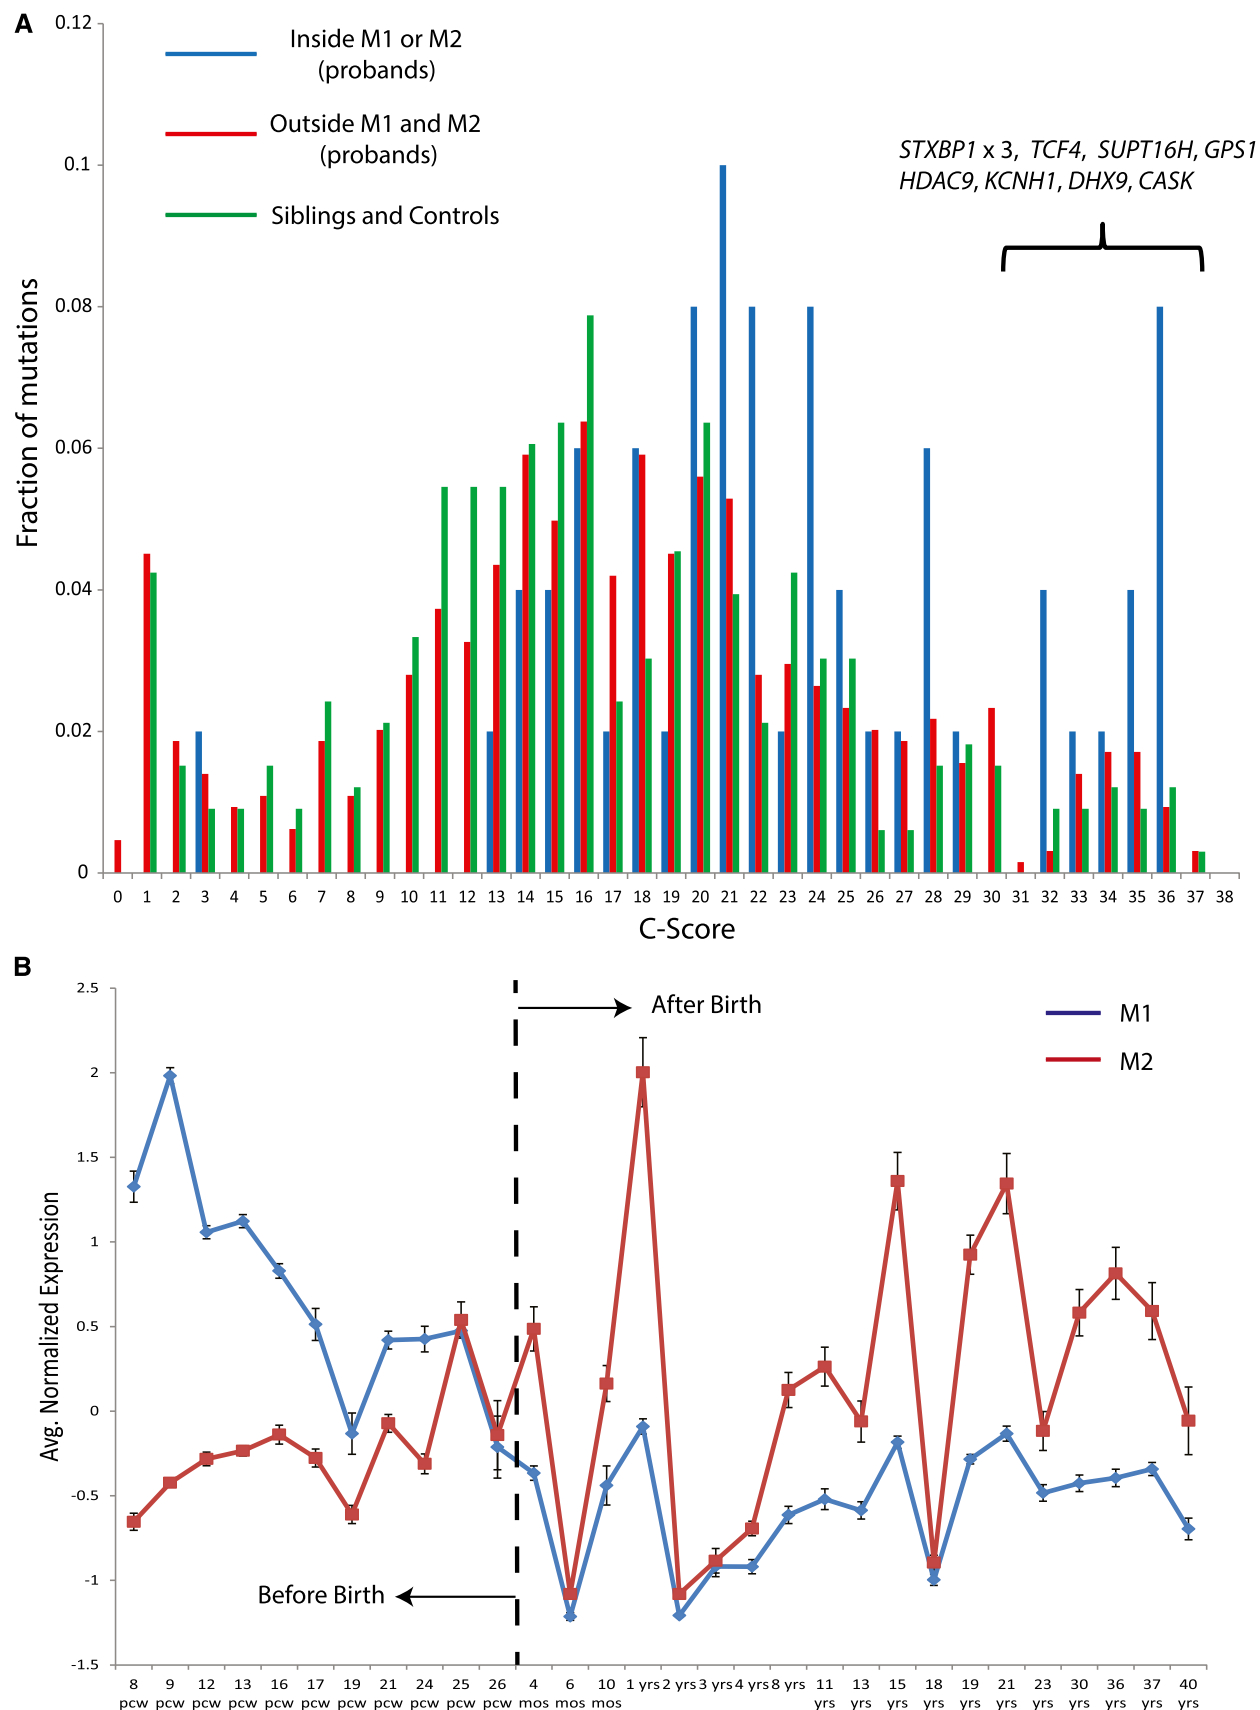 A
0.12
0.1
0.08
0.06
0.04
0.02
0
Fraction of mutations
Inside M1 or M2
(probands)
Outside M1 and M2
(probands)
Siblings and Controls
STXBP1 x 3, TCF4, SUPT16H, GPS1
HDAC9, KCNH1, DHX9, CASK
0 1 2 3 4 5 6 7 8 9 10 11 12 13 14 15 16 17 18 19 20 21 22 23 24 25 26 27 28 29 30 31 32 33 34 35 36 37 38
C-Score
B
2.5
2
1.5
1
0.5
0
-0.5
-1
-1.5
Avg. Normalized Expression
After Birth
Before Birth
M1
M2
8 9 12 13 16 17 19 21 24 25 26 4 6 10 1 yrs 2 yrs 3 yrs 4 yrs 8 yrs 11 13 15 18 19 21 23 30 36 37 40
pcw pcw pcw pcw pcw pcw pcw pcw pcw pcw pcw mos mos mos yrs yrs yrs yrs yrs yrs yrs yrs yrs yrs yrs